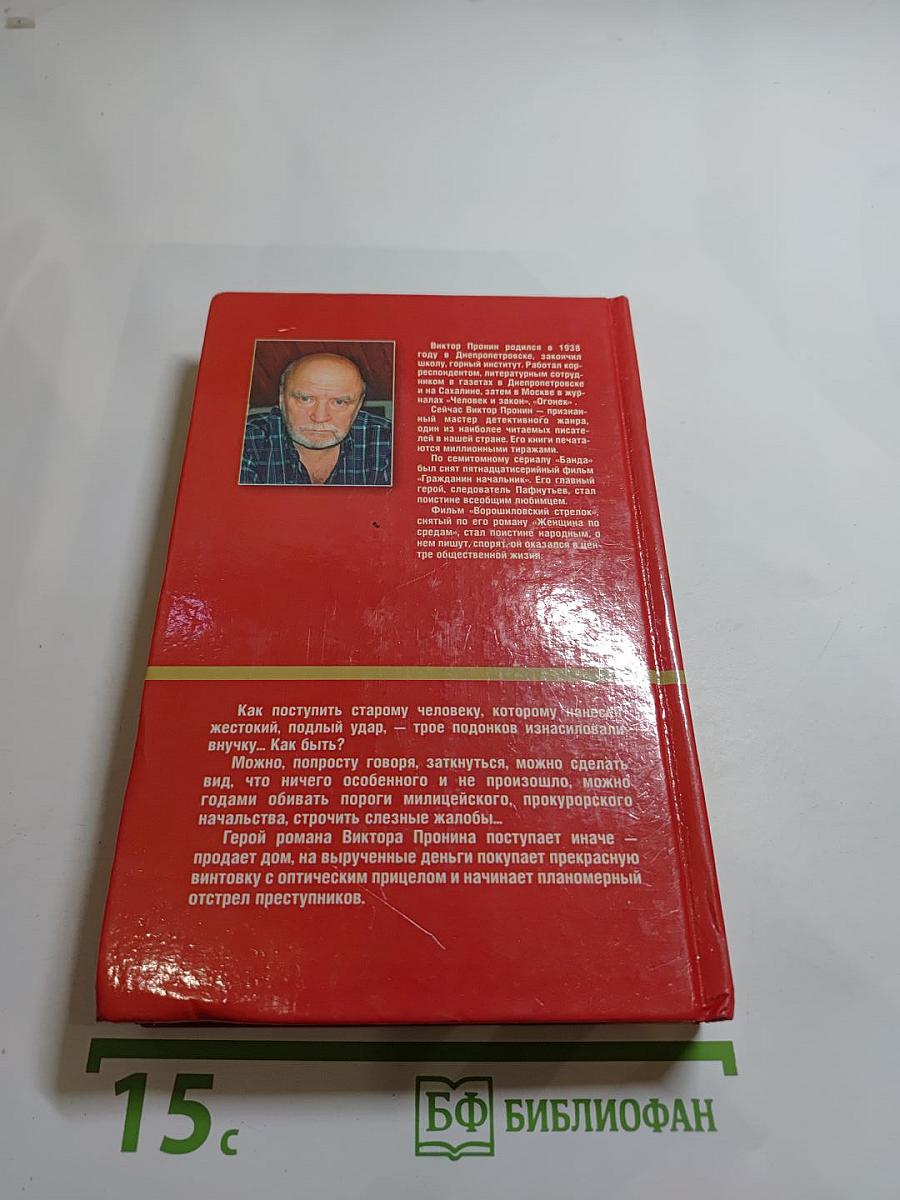 Виктор Пронин родился в 1938
году в Днепропетровске, закончил
школу, горный институт. Работал кор-
респондентом, литературным сотруд-
ником в газетах в Днепропетровске
и на Сахалине, затем в Москве в жур-
налах «Человек и закон», «Огонек» .
Сейчас Виктор Пронин — признан-
ный мастер детективного жанра,
один из наиболее читаемых писате-
лей в нашей стране. Его книги печата-
ются миллионными тиражами.
По семитомному сериалу «Банда»
был снят пятнадцатисерийный фильм
«Гражданин начальник». Его главный
герой, следователь Пафнутьев, стал
поистине всеобщим любимцем.
Фильм «Ворошиловский стрелок»,
снятый по его роману «Женщина по
средам», стал поистине народным, о
нем пишут, спорят, он оказался в цен-
тре общественной жизни.
Как поступить старому человеку, которому
жестокий, подлый удар, — трое подонков изнасиловали
внучку... Как быть?
Можно, попросту говоря, заткнуться, можно сделать
вид, что ничего особенного и не произошло, можно
годами обивать пороги милицейского, прокурорского
начальства, строчить слезные жалобы...
Герой романа Виктора Пронина поступает иначе —
продает дом, на вырученные деньги покупает прекрасную
винтовку с оптическим прицелом и начинает планомерный
отстрел преступников.
15 с
БФ БИБЛИОФАН